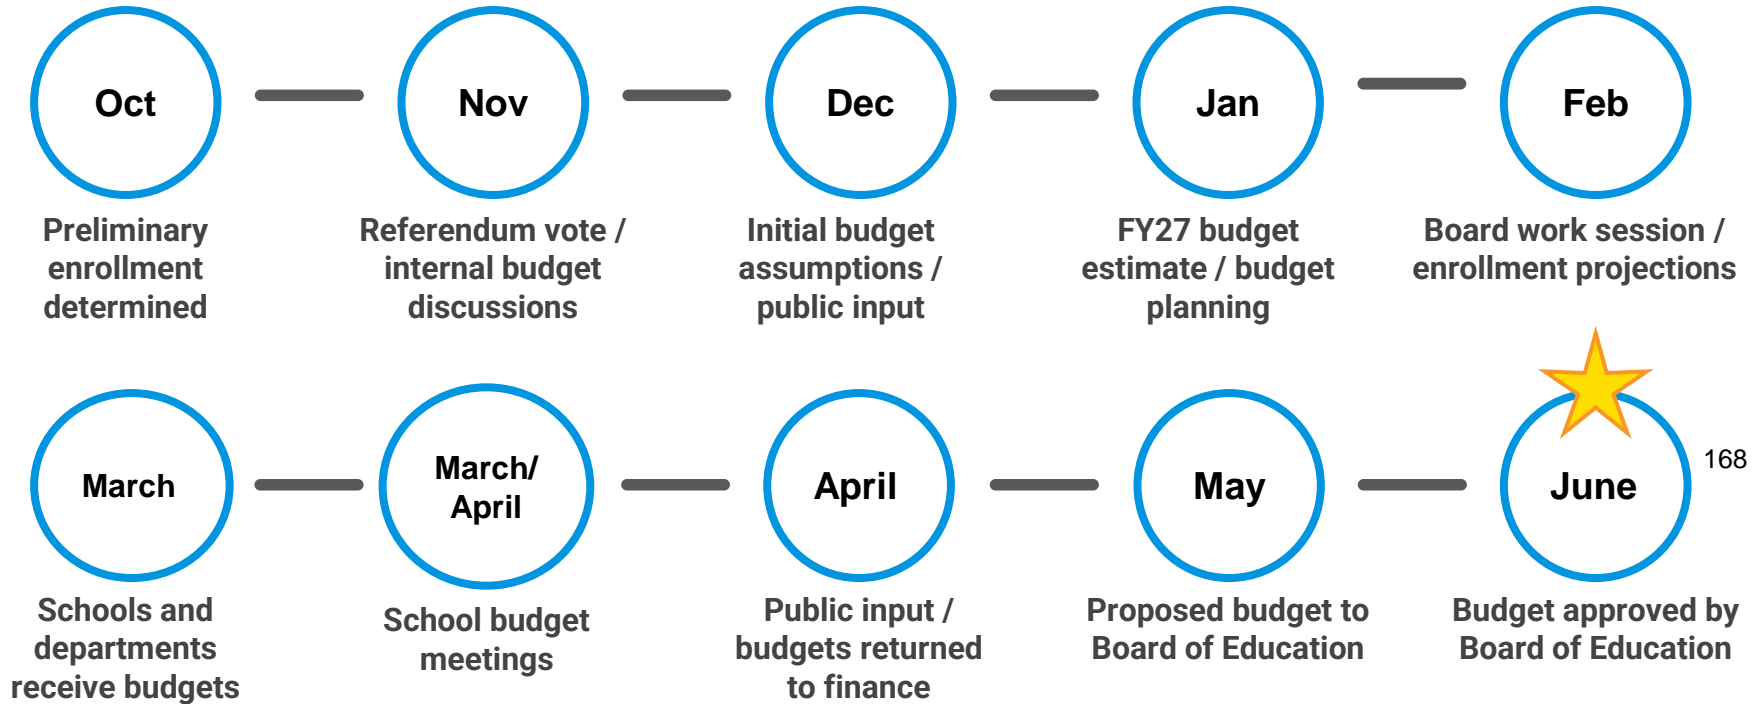 Oct
Nov
Dec
Jan
Feb
Preliminary
enrollment
determined
Referendum vote /
internal budget
discussions
Initial budget
assumptions /
public input
FY27 budget
estimate / budget
planning
Board work session /
enrollment projections
March
March/
April
April
May
June
168
Schools and
departments
receive budgets
School budget
meetings
Public input /
budgets returned
to finance
Proposed budget to
Board of Education
Budget approved by
Board of Education